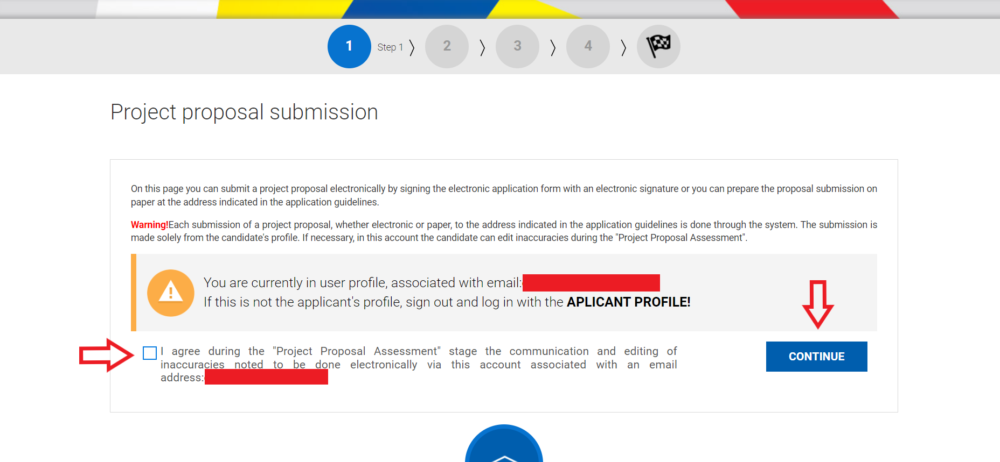 1 Step 1 2 3 4
Project proposal submission
On this page you can submit a project proposal electronically by signing the electronic application form with an electronic signature or you can prepare the proposal submission on
paper at the address indicated in the application guidelines.
Warning!Each submission of a project proposal, whether electronic or paper, to the address indicated in the application guidelines is done through the system. The submission is
made solely from the candidate's profile. If necessary, in this account the candidate can edit inaccuracies during the "Project Proposal Assessment".
You are currently in user profile, associated with email:
If this is not the applicant's profile, sign out and log in with the APLICANT PROFILE!
I agree during the "Project Proposal Assessment" stage the communication and editing of
inaccuracies noted to be done electronically via this account associated with an email
address:
CONTINUE